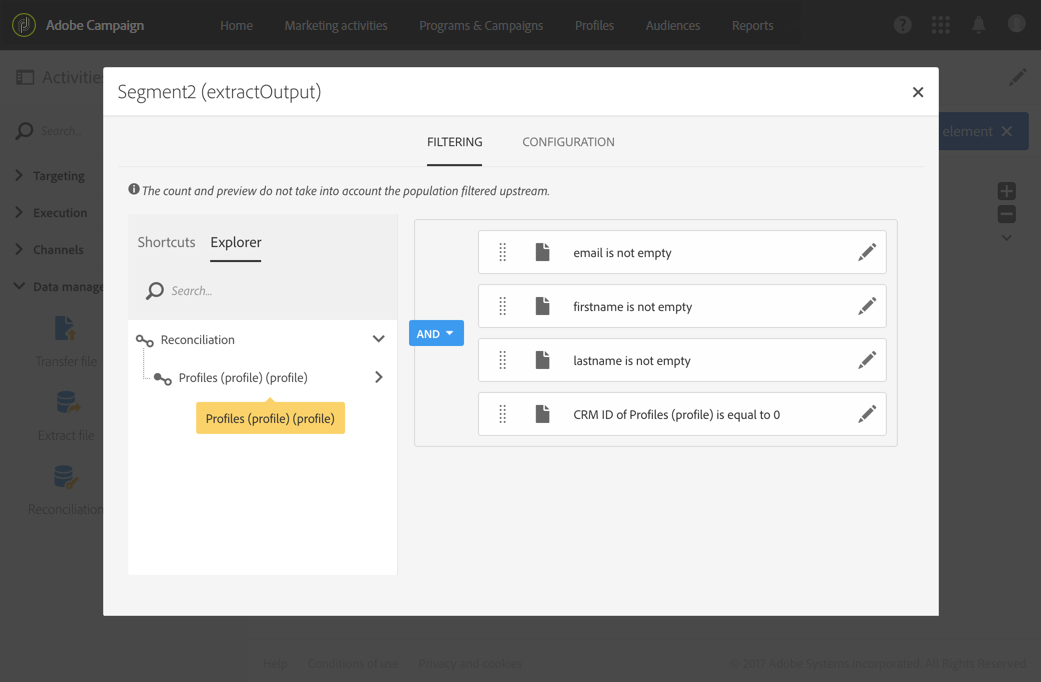 Adobe Campaign
Home
Marketing activities
Programs & Campaigns
Profiles
Audiences
Reports
Activities
Segment2 (extractOutput)
element
FILTERING
CONFIGURATION
Search..
Targeting
Execution
Channels
Data manage
Transfer file
Extract file
Reconciliation
The count and preview do not take into account the population filtered upstream.
Shortcuts
Explorer
Search...
Reconciliation
Profiles (profile) (profile)
Profiles (profile) (profile)
AND
email is not empty
firstname is not empty
lastname is not empty
CRM ID of Profiles (profile) is equal to 0
Help
Conditions of use
Privacy and cookies
© 2017 Adobe Systems Incorporated. All Rights Reserved.